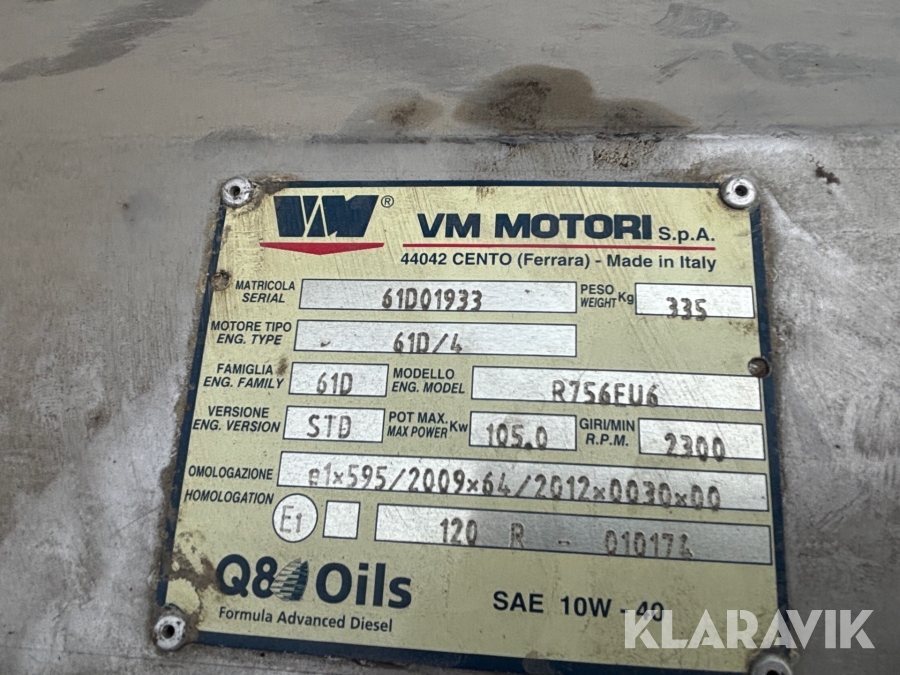 VM® VM MOTORI S.p.A.
44042 CENTO (Ferrara) - Made in Italy
MATRICOLA SERIAL 61D01933 PESO WEIGHT Kg 335
MOTORE TIPO ENG. TYPE 61D/4
FAMIGLIA ENG. FAMILY 61D MODELLO ENG. MODEL R756EU6
VERSIONE ENG. VERSION STD POT MAX. MAX POWER Kw 105.0 GIRI/MIN R.P.M. 2300
OMOLOGAZIONE HOMOLOGATION e1×595/2009×64/2012×0030×00
E1 120 R - 010174
Q8 Oils
Formula Advanced Diesel
SAE 10W -40
KLARAVIK